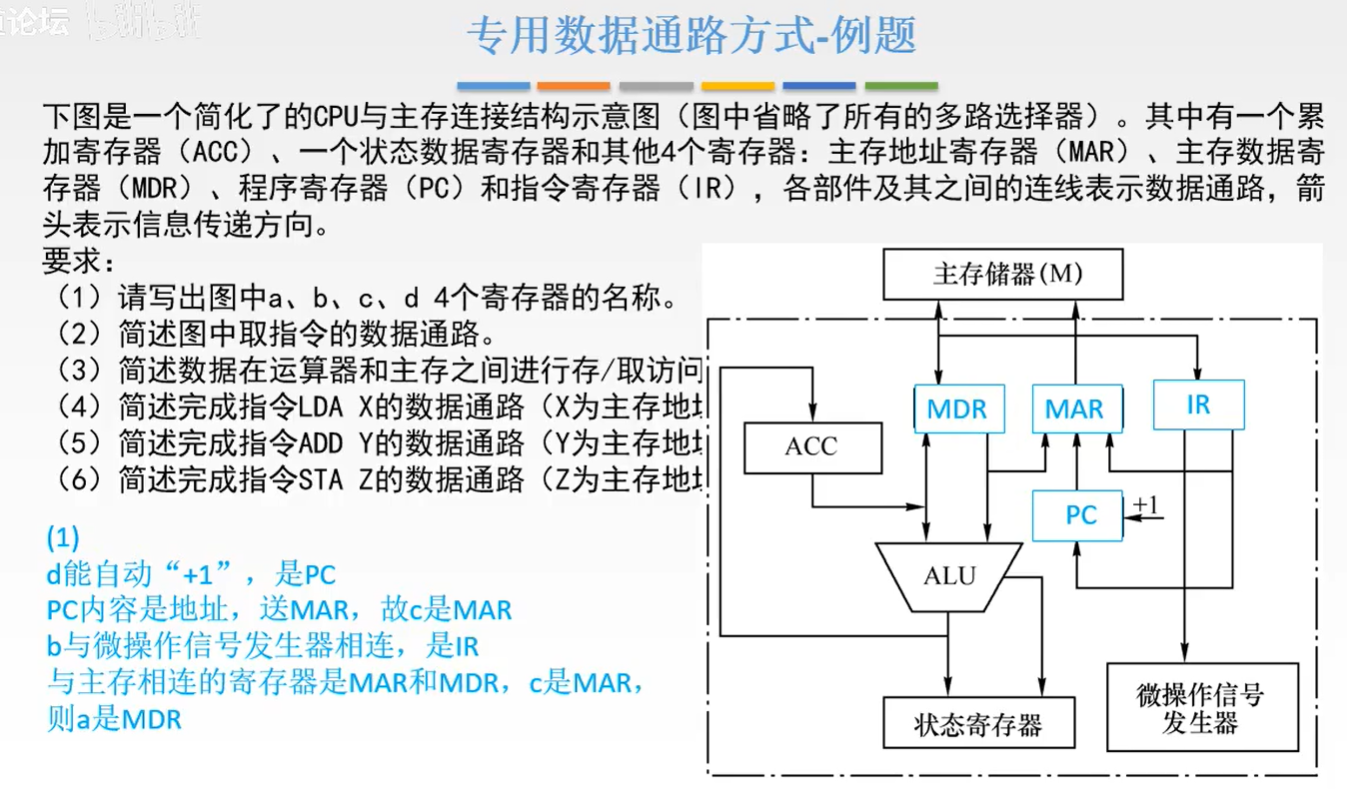 论坛
专用数据通路方式-例题
下图是一个简化了的CPU与主存连接结构示意图（图中省略了所有的多路选择器）。其中有一个累
加寄存器（ACC）、一个状态数据寄存器和其他4个寄存器：主存地址寄存器（MAR）、主存数据寄
存器（MDR）、程序寄存器（PC）和指令寄存器（IR），各部件及其之间的连线表示数据通路，箭
头表示信息传递方向。
要求：
（1）请写出图中a、b、c、d 4个寄存器的名称。
（2）简述图中取指令的数据通路。
（3）简述数据在运算器和主存之间进行存/取访问
（4）简述完成指令LDA X的数据通路（X为主存地
（5）简述完成指令ADD Y的数据通路（Y为主存地
（6）简述完成指令STA Z的数据通路（Z为主存地
(1)
d能自动“+1”，是PC
PC内容是地址，送MAR，故c是MAR
b与微操作信号发生器相连，是IR
与主存相连的寄存器是MAR和MDR，c是MAR，
则a是MDR
主存储器(M)
MDR
MAR
IR
ACC
PC
+1
ALU
状态寄存器
微操作信号
发生器